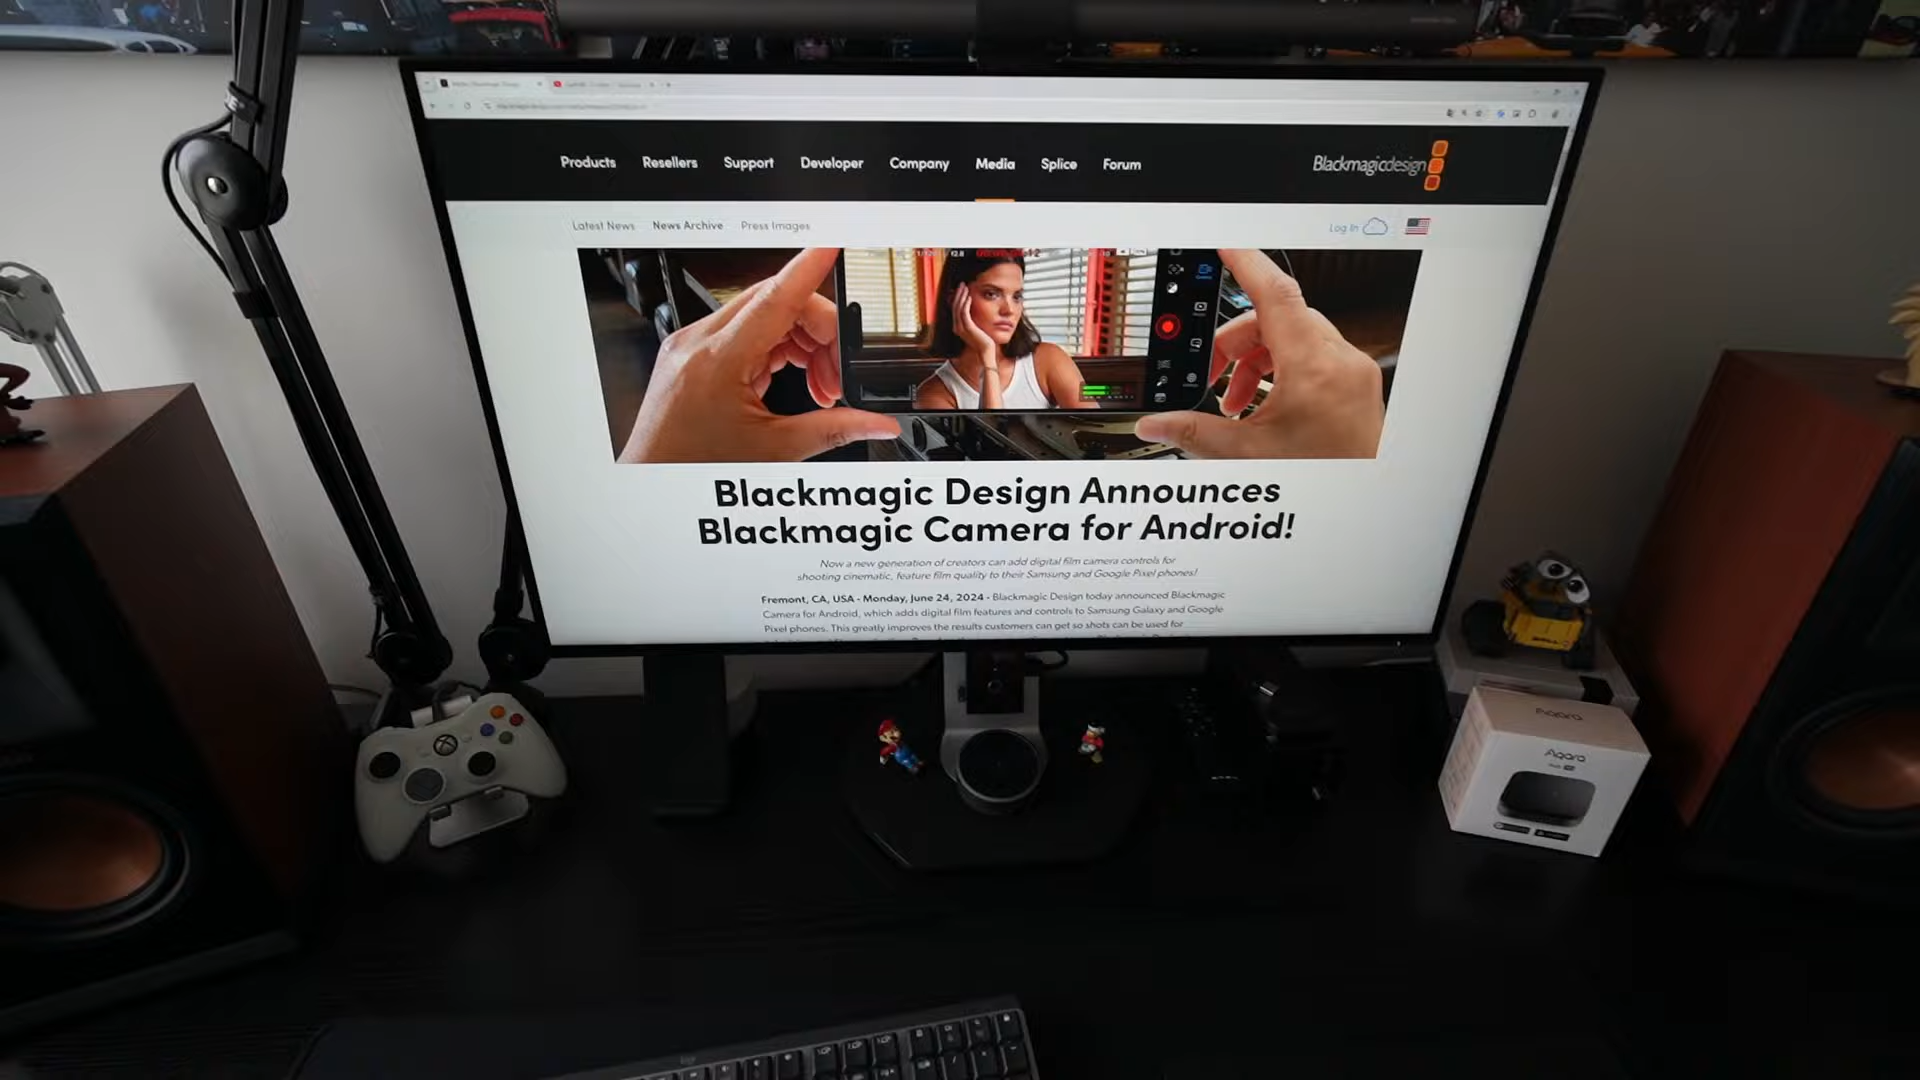 Products Resellers Support Developer Company Media Splice Forum Blackmagicdesign
Latest News News Archive Press Images Log In
Blackmagic Design Announces
Blackmagic Camera for Android!
Now a new generation of creators can add digital film camera controls for
shooting cinematic, feature film quality to their Samsung and Google Pixel phones!
Fremont, CA, USA - Monday, June 24, 2024 - Blackmagic Design today announced Blackmagic
Camera for Android, which adds digital film features and controls to Samsung Galaxy and Google
Pixel phones. This greatly improves the results customers can get so shots can be used for
WALL-E
Aqara
Aqara